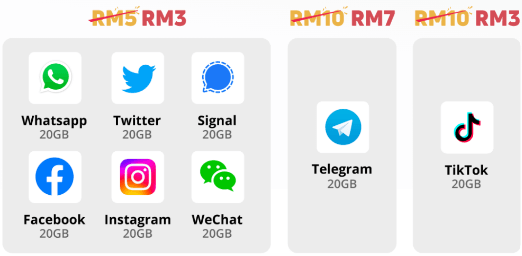 RM5 RM3
Whatsapp
20GB
Twitter
20GB
Signal
20GB
Facebook
20GB
Instagram
20GB
WeChat
20GB
RM10 RM7
Telegram
20GB
RM10 RM3
TikTok
20GB